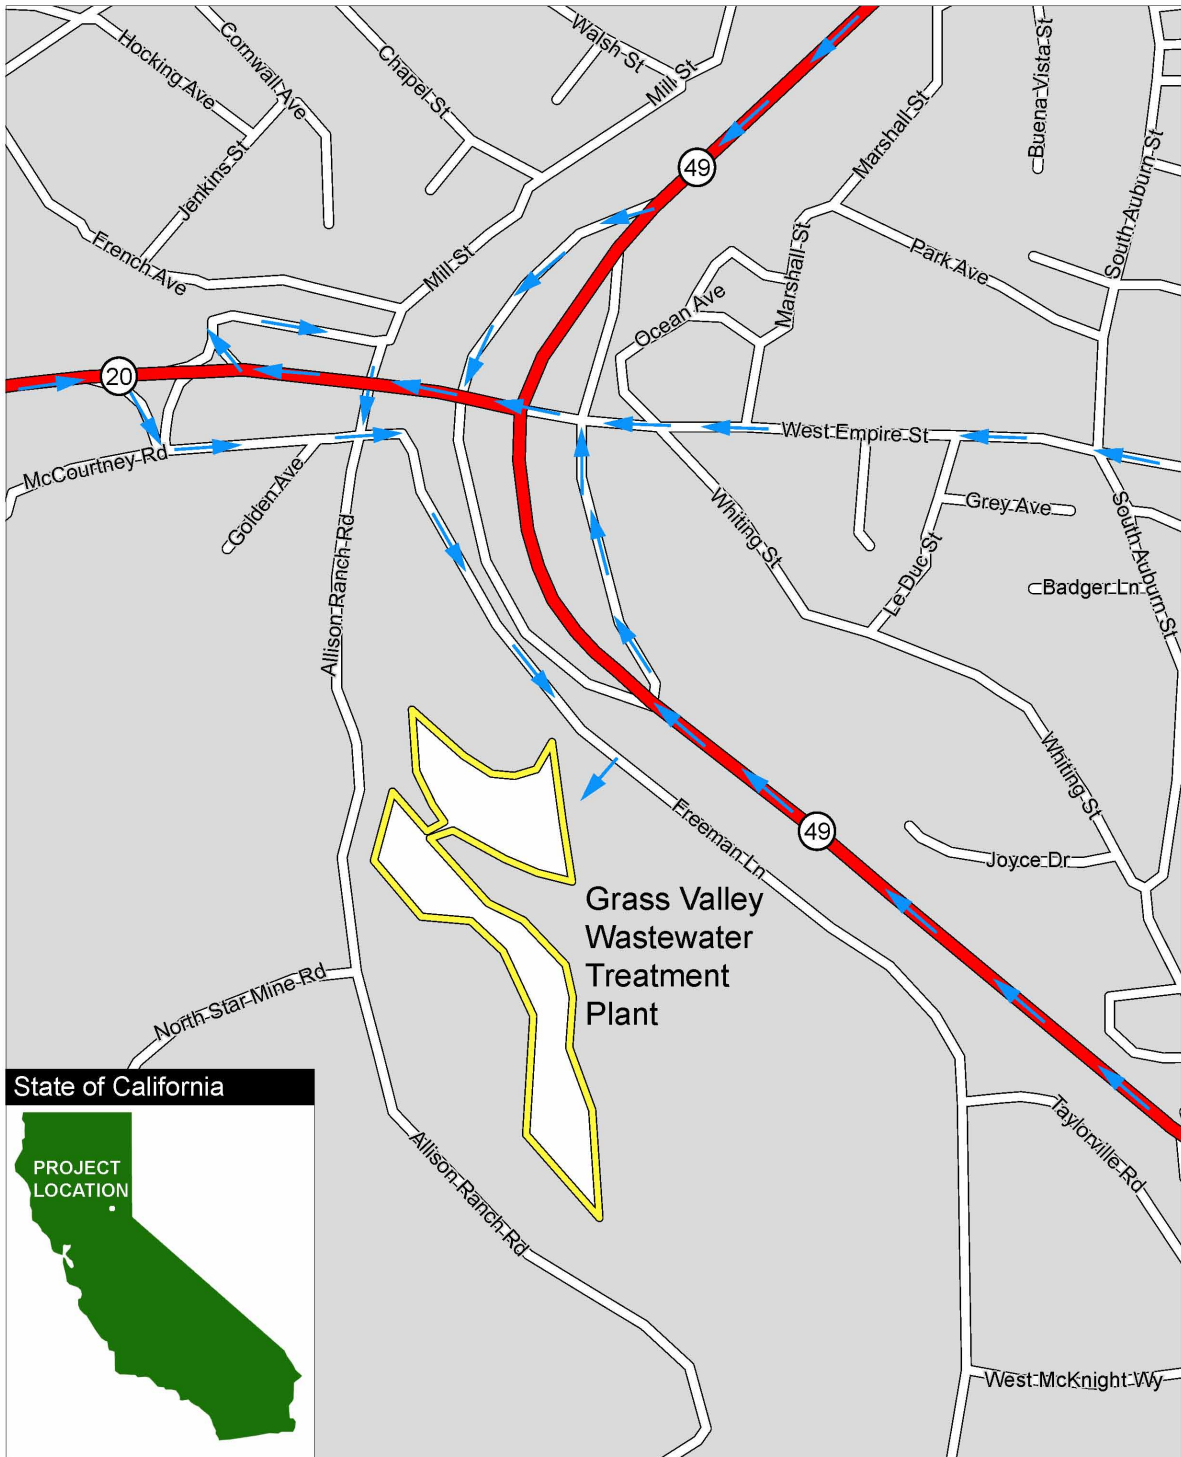 Hocking Ave
Cornwall Ave
Chapel St
Walsh St
Mill St
Jenkins St
French Ave
Mill St
49
Marshall St
Buena Vista St
South Auburn St
Marshall St
Park Ave
Ocean Ave
20
McCourtney Rd
Golden Ave
Allison Ranch Rd
West Empire St
Whiting St
Grey Ave
Le Duc St
Badger Ln
South Auburn St
Whiting St
Freeman Ln
49
Joyce Dr
Grass Valley
Wastewater
Treatment
Plant
North Star Mine Rd
Allison Ranch Rd
Taylorville Rd
West McKnight Wy
State of California
PROJECT
LOCATION